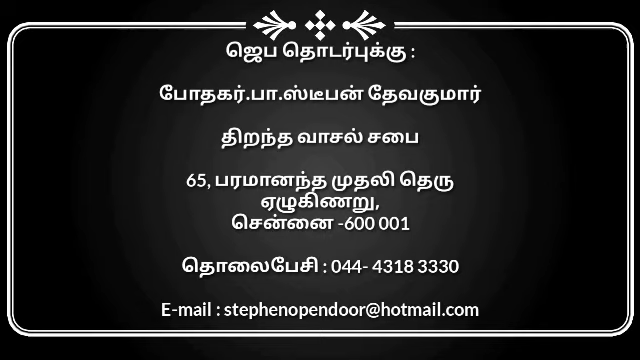 ஜெப தொடர்புக்கு :
போதகர்.பா.ஸ்டீபன் தேவகுமார்
திறந்த வாசல் சபை
65, பரமானந்த முதலி தெரு
ஏழுகிணறு,
சென்னை -600 001
தொலைபேசி : 044- 4318 3330
E-mail : stephenopendoor@hotmail.com